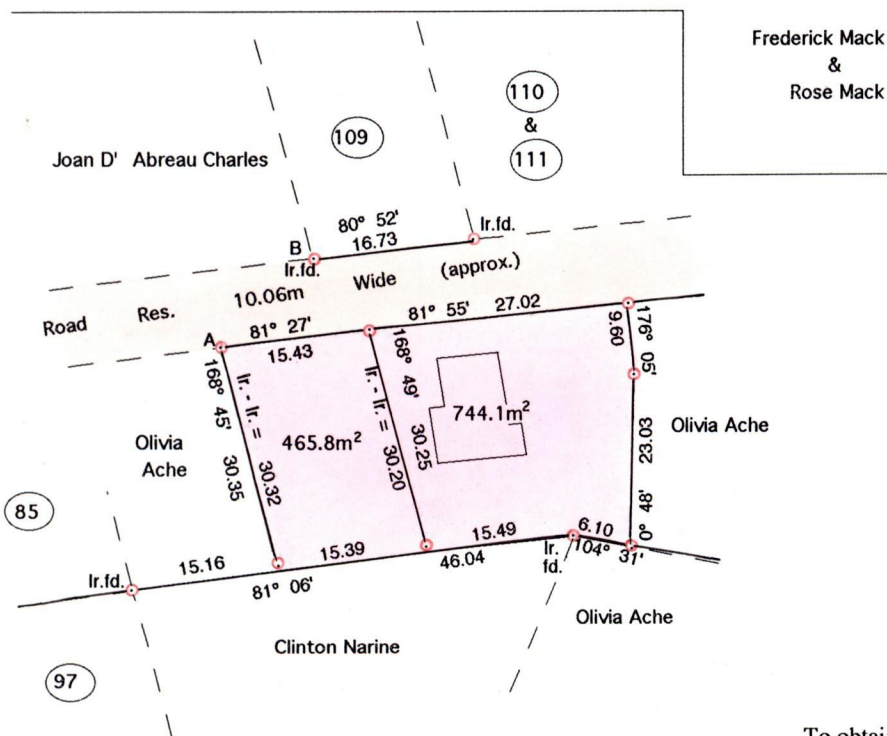 Frederick Mack
&
Rose Mack
110
&
111
109
Joan D' Abreau Charles
80° 52'
16.73
Ir.fd.
B
Ir.fd.
Road Res. 10.06m Wide (approx.)
A
81° 27'
15.43
81° 55' 27.02
176° 50'
9.60
168° 45' 30.35
Ir. - Ir. = 30.32
168° 49' 30.25
Ir. - Ir. = 30.20
465.8m²
744.1m²
Olivia
Ache
Olivia Ache
0° 48' 23.03
85
Ir.fd.
15.16
15.39
15.49
81° 06'
46.04
6.10
104° 31'
Ir.
fd.
Olivia Ache
Clinton Narine
97
To obtai